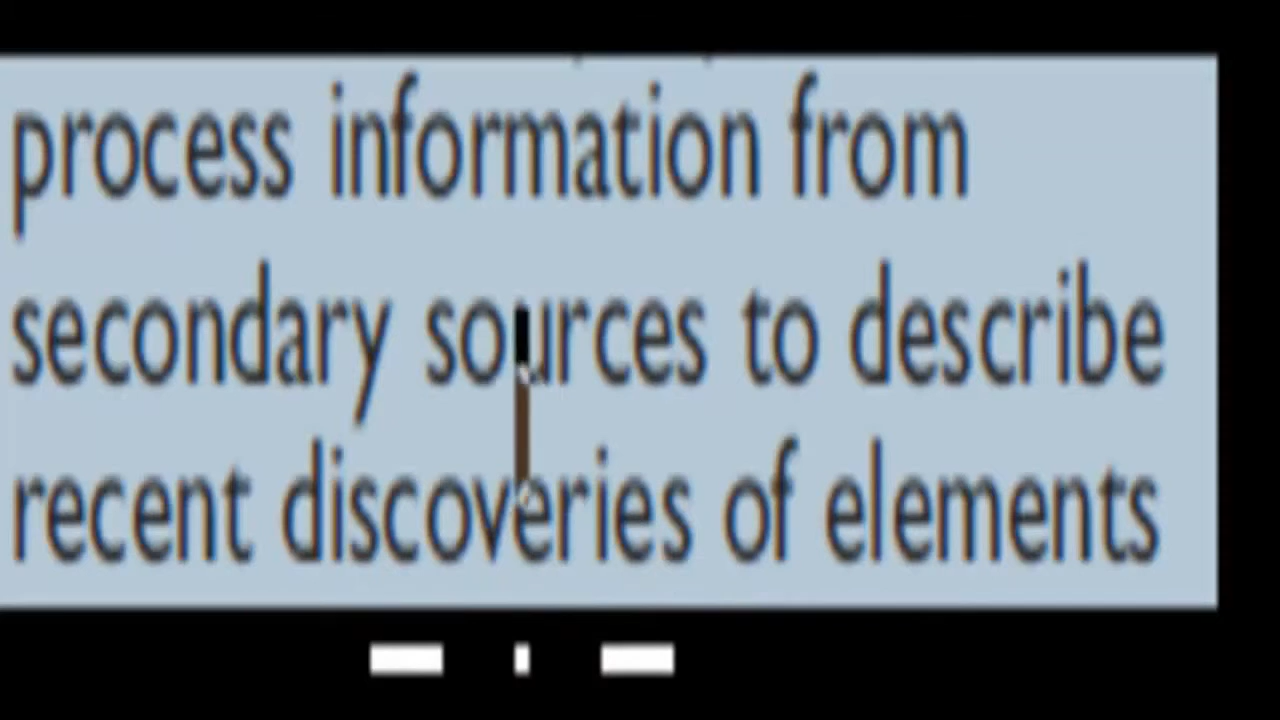 process information from
secondary sources to describe
recent discoveries of elements